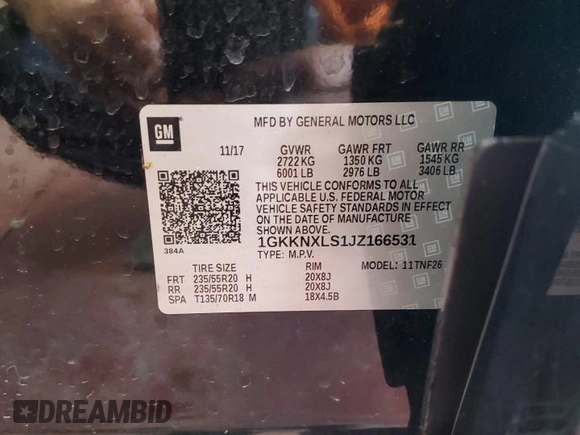 GM
MFD BY GENERAL MOTORS LLC
11/17 GVWR GAWR FRT GAWR RR
2722 KG 1350 KG 1545 KG
6001 LB 2976 LB 3406 LB
THIS VEHICLE CONFORMS TO ALL
APPLICABLE U.S. FEDERAL MOTOR
VEHICLE SAFETY STANDARDS IN EFFECT
ON THE DATE OF MANUFACTURE
SHOWN ABOVE.
384A
1GKKNXLS1JZ166531
TYPE: M.P.V. MODEL: 11TNF26
TIRE SIZE RIM
FRT 235/55R20 H 20X8J
RR 235/55R20 H 20X8J
SPA T135/70R18 M 18X4.5B
DREAMBID